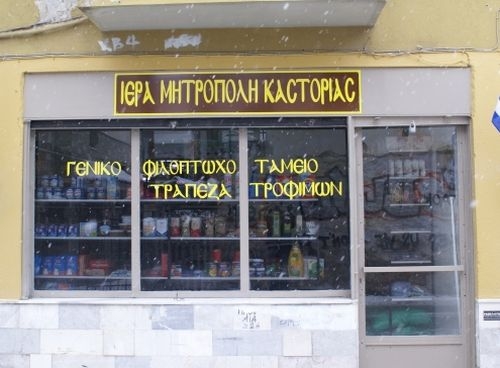 ΙΕΡΑ ΜΗΤΡΟΠΟΛΗ ΚΑΣΤΟΡΙΑΣ
ΓΕΝΙΚΟ ΦΙΛΟΠΤΩΧΟ ΤΑΜΕΙΟ
ΤΡΑΠΕΖΑ ΤΡΟΦΙΜΩΝ